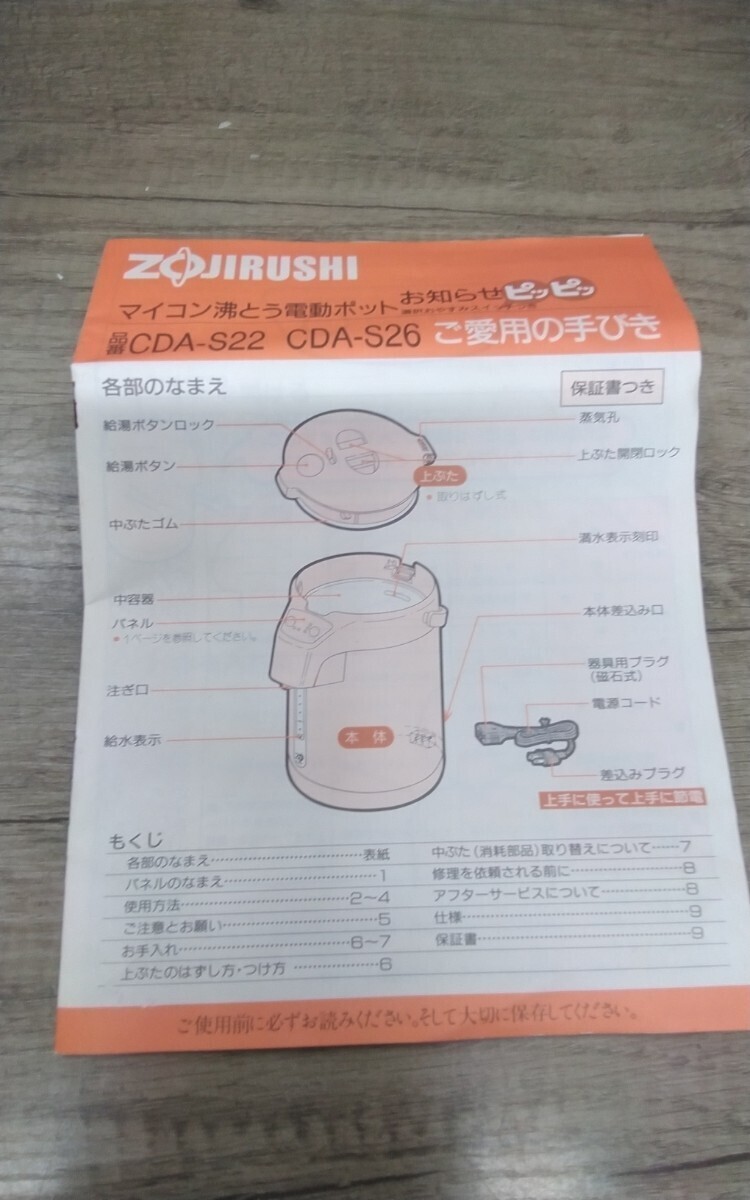 ZOJIRUSHI
マイコン沸とう電動ポット お知らせピッピッ
品番 CDA-S22 CDA-S26 ご愛用の手びき
各部のなまえ
保証書つき
給湯ボタンロック
蒸気孔
給湯ボタン
上ぶた開閉ロック
上ぶた
*取りはずし式
中ぶたゴム
満水表示刻印
中容器
本体差込み口
パネル
*1ページを参照してください。
器具用プラグ
(磁石式)
注ぎ口
電源コード
給水表示
本体
差込みプラグ
上手に使って上手に節電
もくじ
各部のなまえ……表紙
パネルのなまえ……1
使用方法……2~4
ご注意とお願い……5
お手入れ……6~7
上ぶたのはずし方・つけ方……6
中ぶた(消耗部品)取り替えについて……7
修理を依頼される前に……8
アフターサービスについて……8
仕様……9
保証書……9
ご使用前に必ずお読みください。そして大切に保存してください。